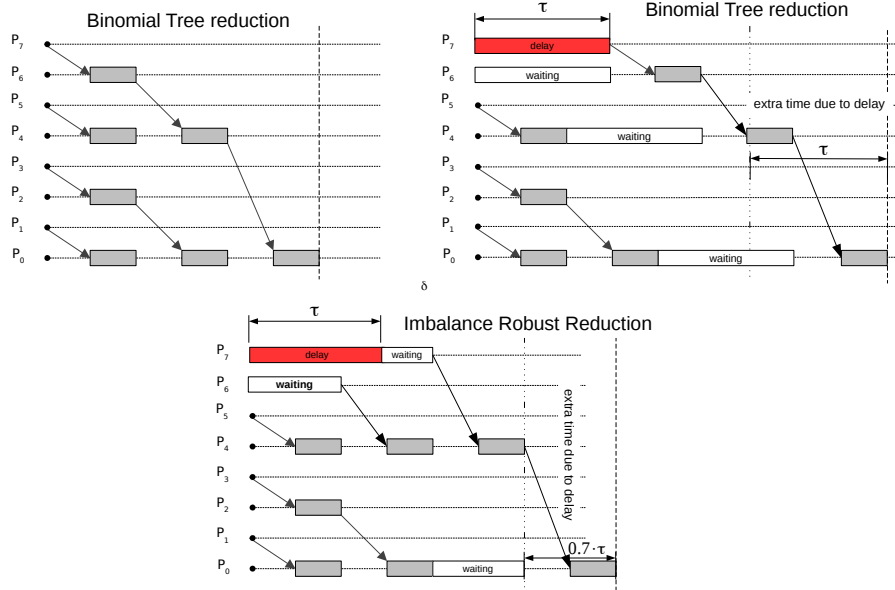 Binomial Tree reduction
P7
P6
P5
P4
P3
P2
P1
P0
τ
Binomial Tree reduction
P7
delay
P6
waiting
P5
extra time due to delay
P4
waiting
τ
P3
P2
P1
P0
waiting
δ
τ
Imbalance Robust Reduction
P7
delay
waiting
P6
waiting
P5
P4
extra time due to delay
P3
P2
P1
0.7·τ
P0
waiting